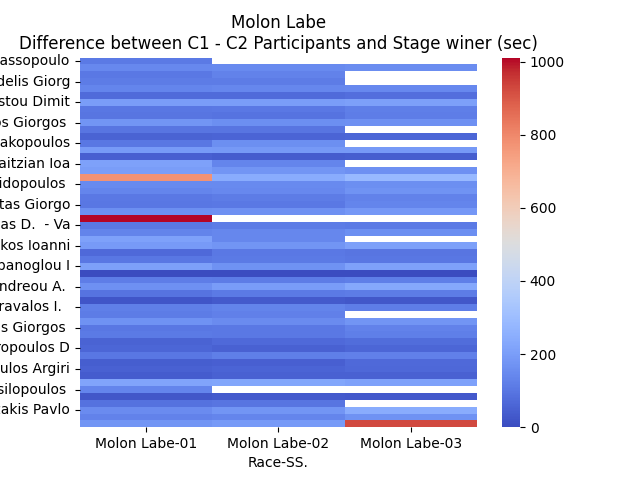 Molon Labe
Difference between C1 - C2 Participants and Stage winer (sec)
assopoulo
delis Giorg
stou Dimit
os Giorgos
akopoulos
aitzian Ioa
idopoulos
tas Giorgo
as D.  - Va
kos Ioanni
panoglou I
ndreou A.
ravalos I.
s Giorgos
ropoulos D
ulos Argiri
silopoulos
takis Pavlo
1000
800
600
400
200
0
Molon Labe-01 Molon Labe-02 Molon Labe-03
Race-SS.